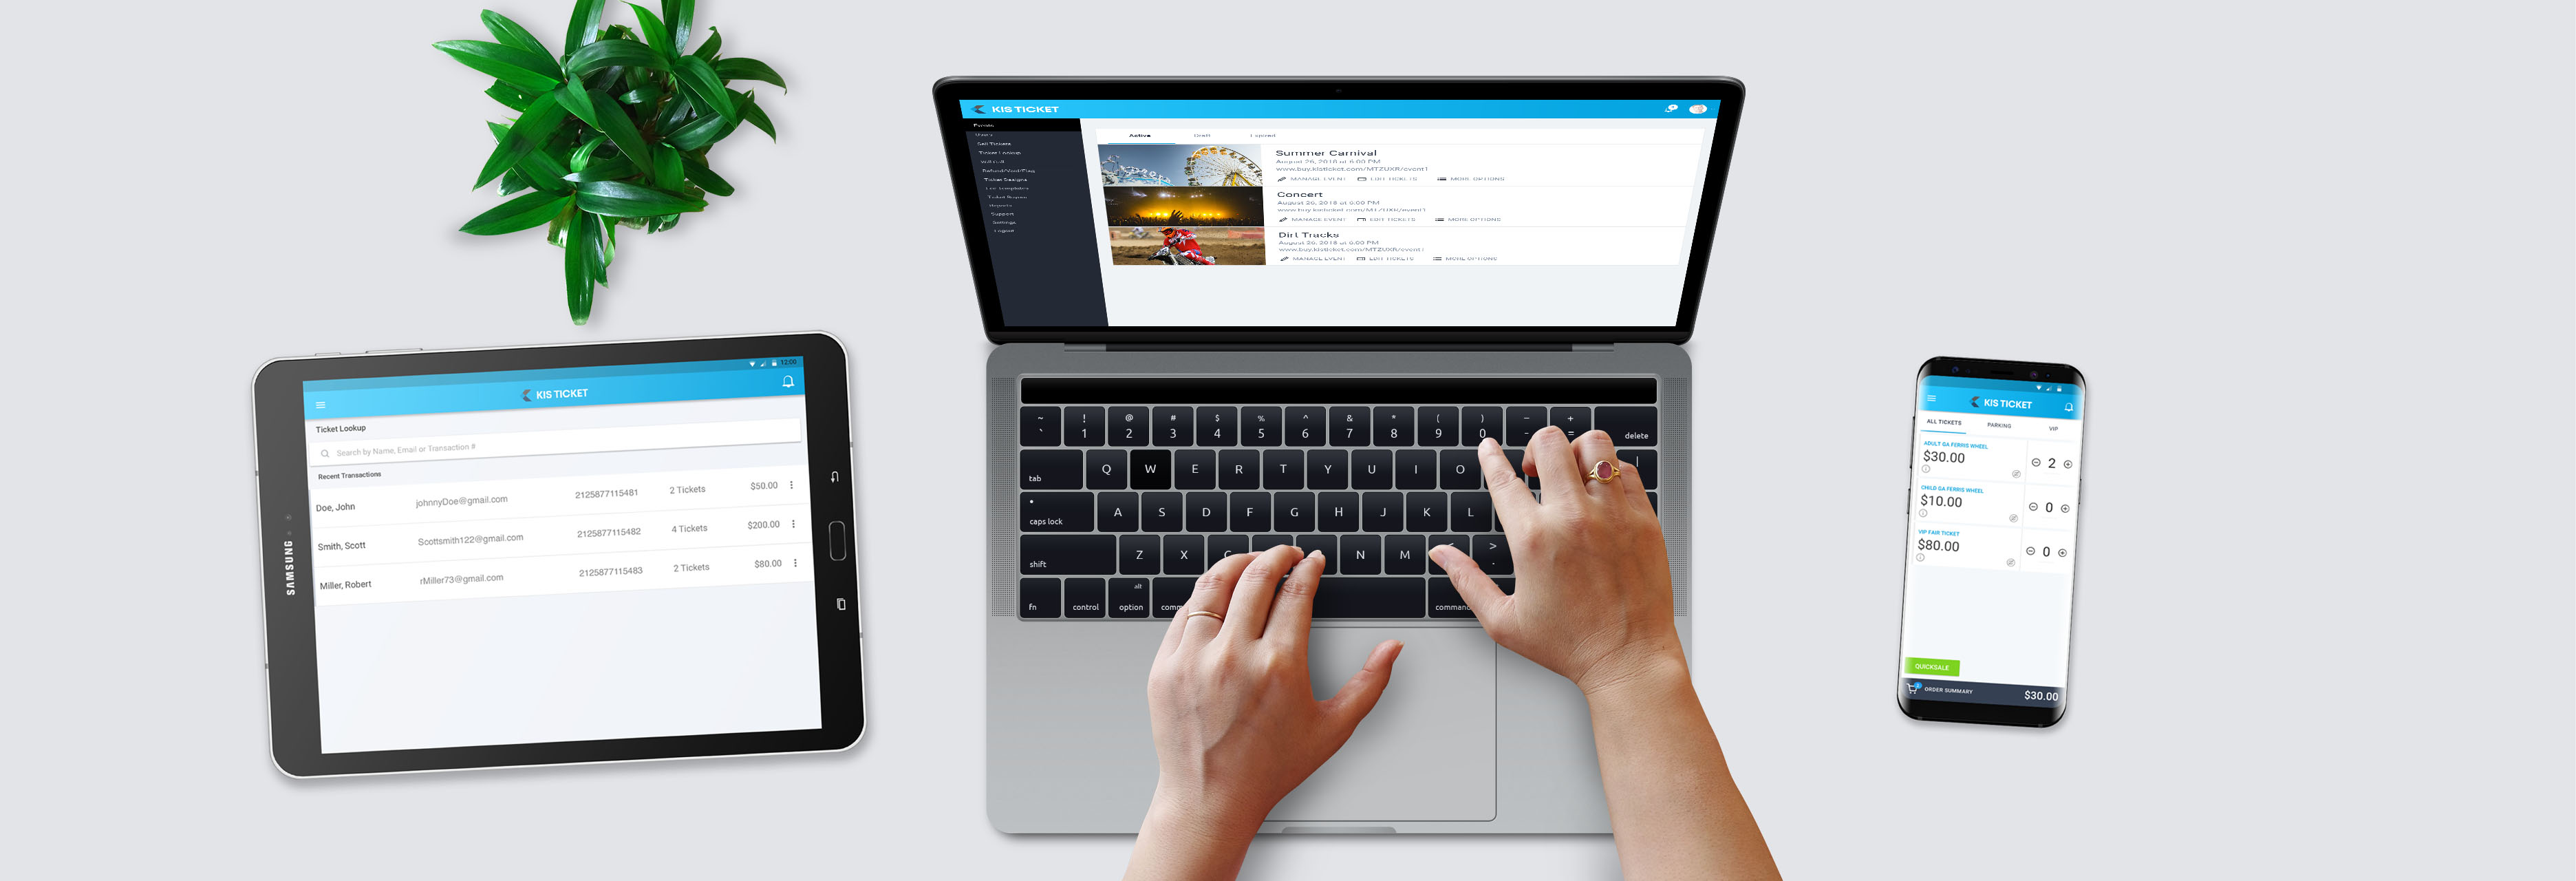 SAMSUNG
12:00
KIS TICKET
Ticket Lookup
Search by Name, Email or Transaction #
Recent Transactions
Doe, John johnnyDoe@gmail.com 2125877115481 2 Tickets $50.00
Smith, Scott Scottsmith122@gmail.com 2125877115482 4 Tickets $200.00
Miller, Robert rMiller73@gmail.com 2125877115483 2 Tickets $80.00
KIS TICKET
Events
Users
Sell Tickets
Ticket Lookup
Will Call
Refund/Void/Flag
Ticket Designs
Reports
Support
Settings
Logout
Active Draft Expired
Summer Carnival
August 26, 2018 at 6:00 PM
www.buy.kisticket.com/MTZUXR/event1
MANAGE EVENT EDIT TICKETS MORE OPTIONS
Concert
August 26, 2018 at 6:00 PM
www.buy.kisticket.com/MTZUXR/event1
MANAGE EVENT EDIT TICKETS MORE OPTIONS
Dirt Tracks
August 26, 2018 at 6:00 PM
www.buy.kisticket.com/MTZUXR/event1
MANAGE EVENT EDIT TICKETS MORE OPTIONS
~ ! @ # $ % ^ & * ( ) _ +
` 1 2 3 4 5 6 7 8 9 0 - = delete
tab Q W E R T Y U I O |
caps lock A S D F G H J K L
shift Z X C N M < > .
fn control alt option comm command
KIS TICKET
ALL TICKETS PARKING VIP
ADULT GA FERRIS WHEEL
$30.00 2
CHILD GA FERRIS WHEEL
$10.00 0
VIP FAIR TICKET
$80.00 0
QUICKSALE
ORDER SUMMARY $30.00